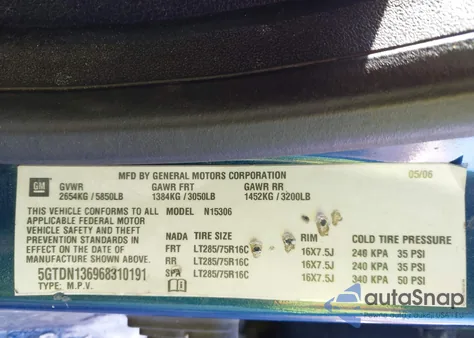 MFD BY GENERAL MOTORS CORPORATION 05/06
GM GVWR GAWR FRT GAWR RR
2654KG / 5850LB 1384KG / 3050LB 1452KG / 3200LB
THIS VEHICLE CONFORMS TO ALL
APPLICABLE FEDERAL MOTOR
VEHICLE SAFETY AND THEFT
PREVENTION STANDARDS IN
EFFECT ON THE DATE OF
MANUFACTURE SHOWN ABOVE.
5GTDN136968310191
TYPE: M.P.V.
MODEL N15306
NADA TIRE SIZE RIM COLD TIRE PRESSURE
FRT LT285/75R16C 16X7.5J 246 KPA 35 PSI
RR LT285/75R16C 16X7.5J 240 KPA 35 PSI
SPA LT285/75R16C 16X7.5J 340 KPA 50 PSI
autoSnap